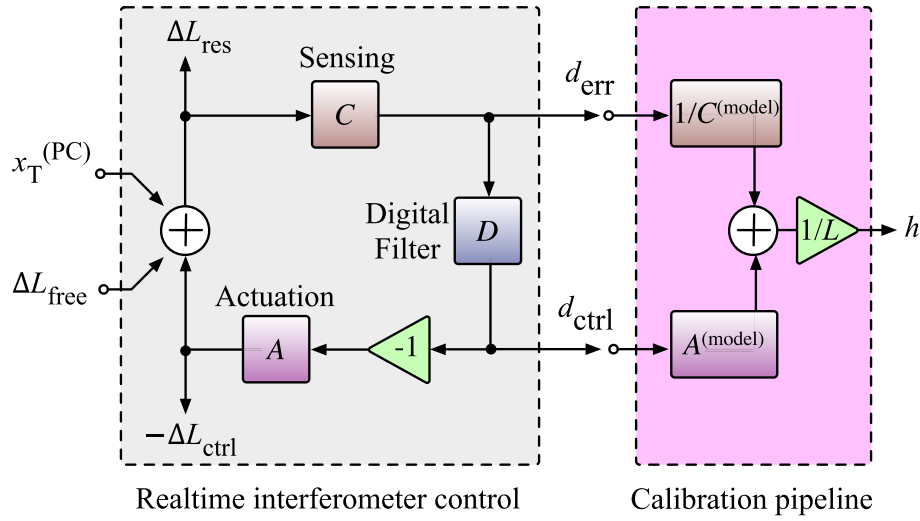 ΔL_res
Sensing
C
d_err
1/C^(model)
x_T^(PC)
Digital
Filter
D
1/L
h
ΔL_free
Actuation
A
-1
d_ctrl
A^(model)
−ΔL_ctrl
Realtime interferometer control
Calibration pipeline